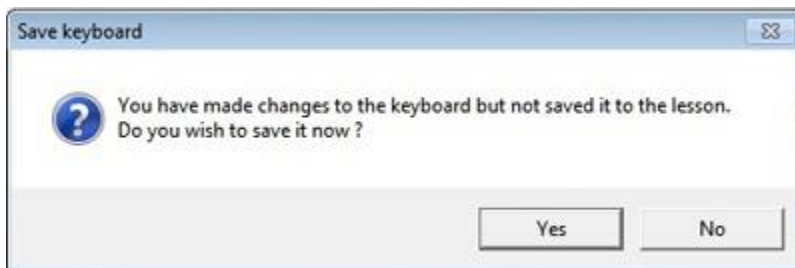 Save keyboard
You have made changes to the keyboard but not saved it to the lesson.
Do you wish to save it now ?
Yes
No